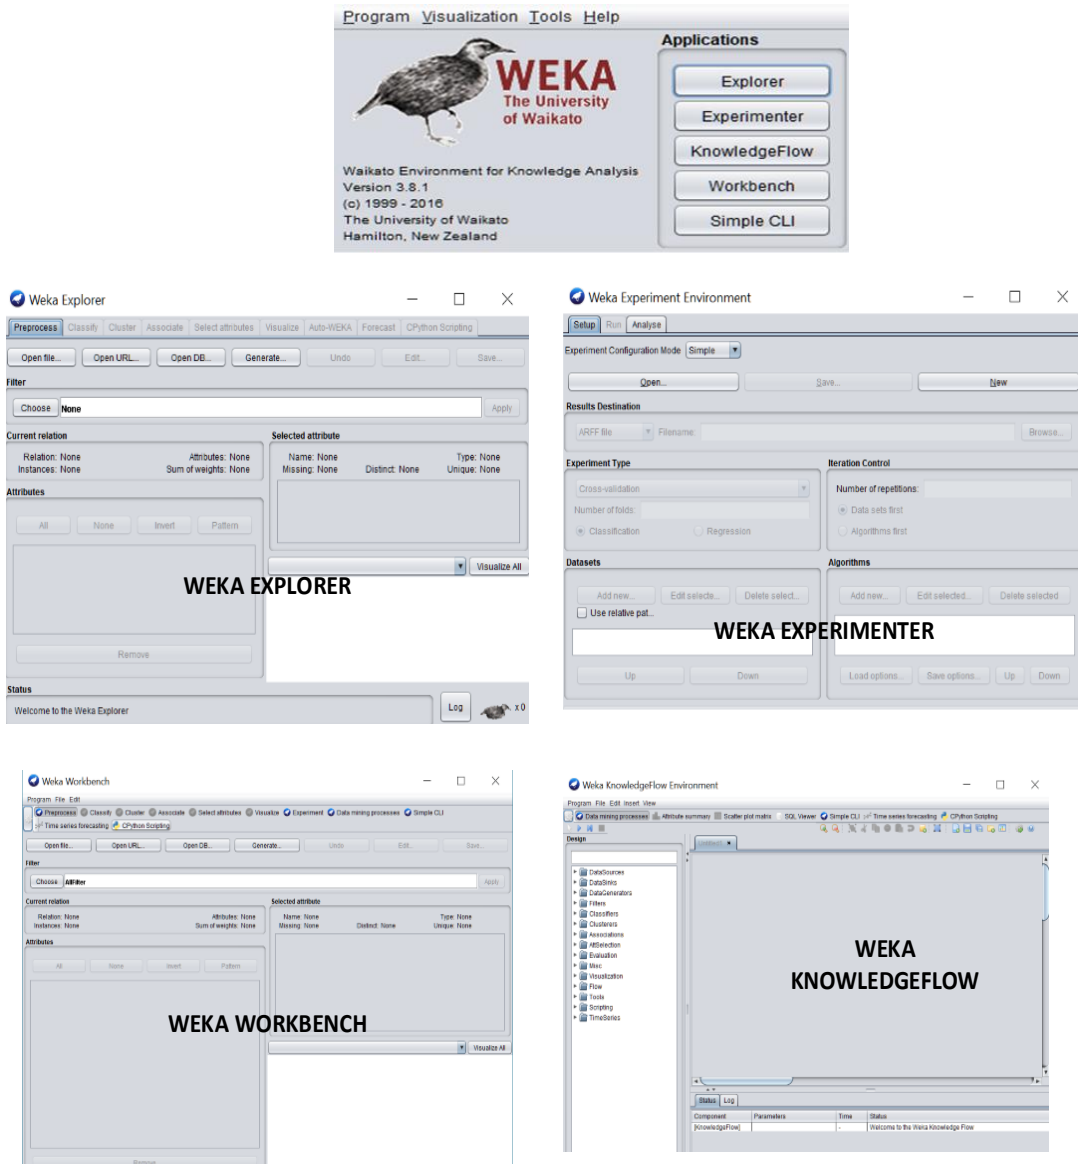 Program Visualization Tools Help
Applications
WEKA
The University
of Waikato
Explorer
Experimenter
KnowledgeFlow
Workbench
Simple CLI
Waikato Environment for Knowledge Analysis
Version 3.8.1
(c) 1999 - 2016
The University of Waikato
Hamilton, New Zealand
Weka Explorer
Preprocess Classify Cluster Associate Select attributes Visualize Auto-WEKA Forecast CPython Scripting
Open file... Open URL... Open DB... Generate... Undo Edit... Save...
Filter
Choose None Apply
Current relation
Relation: None Attributes: None
Instances: None Sum of weights: None
Selected attribute
Name: None Type: None
Missing: None Distinct: None Unique: None
Attributes
All None Invert Pattern
Visualize All
WEKA EXPLORER
Remove
Status
Welcome to the Weka Explorer
Log x 0
Weka Experiment Environment
Setup Run Analyse
Experiment Configuration Mode Simple
Open... Save... New
Results Destination
ARFF file Filename: Browse...
Experiment Type
Cross-validation
Number of folds:
Classification Regression
Iteration Control
Number of repetitions:
Data sets first
Algorithms first
Datasets
Add new... Edit selecte... Delete select...
Use relative pat...
Algorithms
Add new... Edit selected... Delete selected
WEKA EXPERIMENTER
Up Down
Load options... Save options... Up Down
Weka Workbench
Program File Edit
Preprocess Classify Cluster Associate Select attributes Visualize Experiment Data mining processes Simple CLI
Time series forecasting CPython Scripting
Open file... Open URL... Open DB... Generate... Undo Edit... Save...
Filter
Choose AllFilter Apply
Current relation
Relation: None Attributes: None
Instances: None Sum of weights: None
Selected attribute
Name: None Type: None
Missing: None Distinct: None Unique: None
Attributes
All None Invert Pattern
WEKA WORKBENCH
Visualize All
Remove
Weka KnowledgeFlow Environment
Program File Edit Insert View
Data mining processes Attribute summary Scatter plot matrix SQL Viewer Simple CLI Time series forecasting CPython Scripting
Design
Untitled1
DataSources
DataSinks
DataGenerators
Filters
Classifiers
Clusterers
Associations
AttSelection
Evaluation
Misc
Visualization
Flow
Tools
Scripting
TimeSeries
WEKA
KNOWLEDGEFLOW
Status Log
Component Parameters Time Status
[KnowledgeFlow] - Welcome to the Weka Knowledge Flow